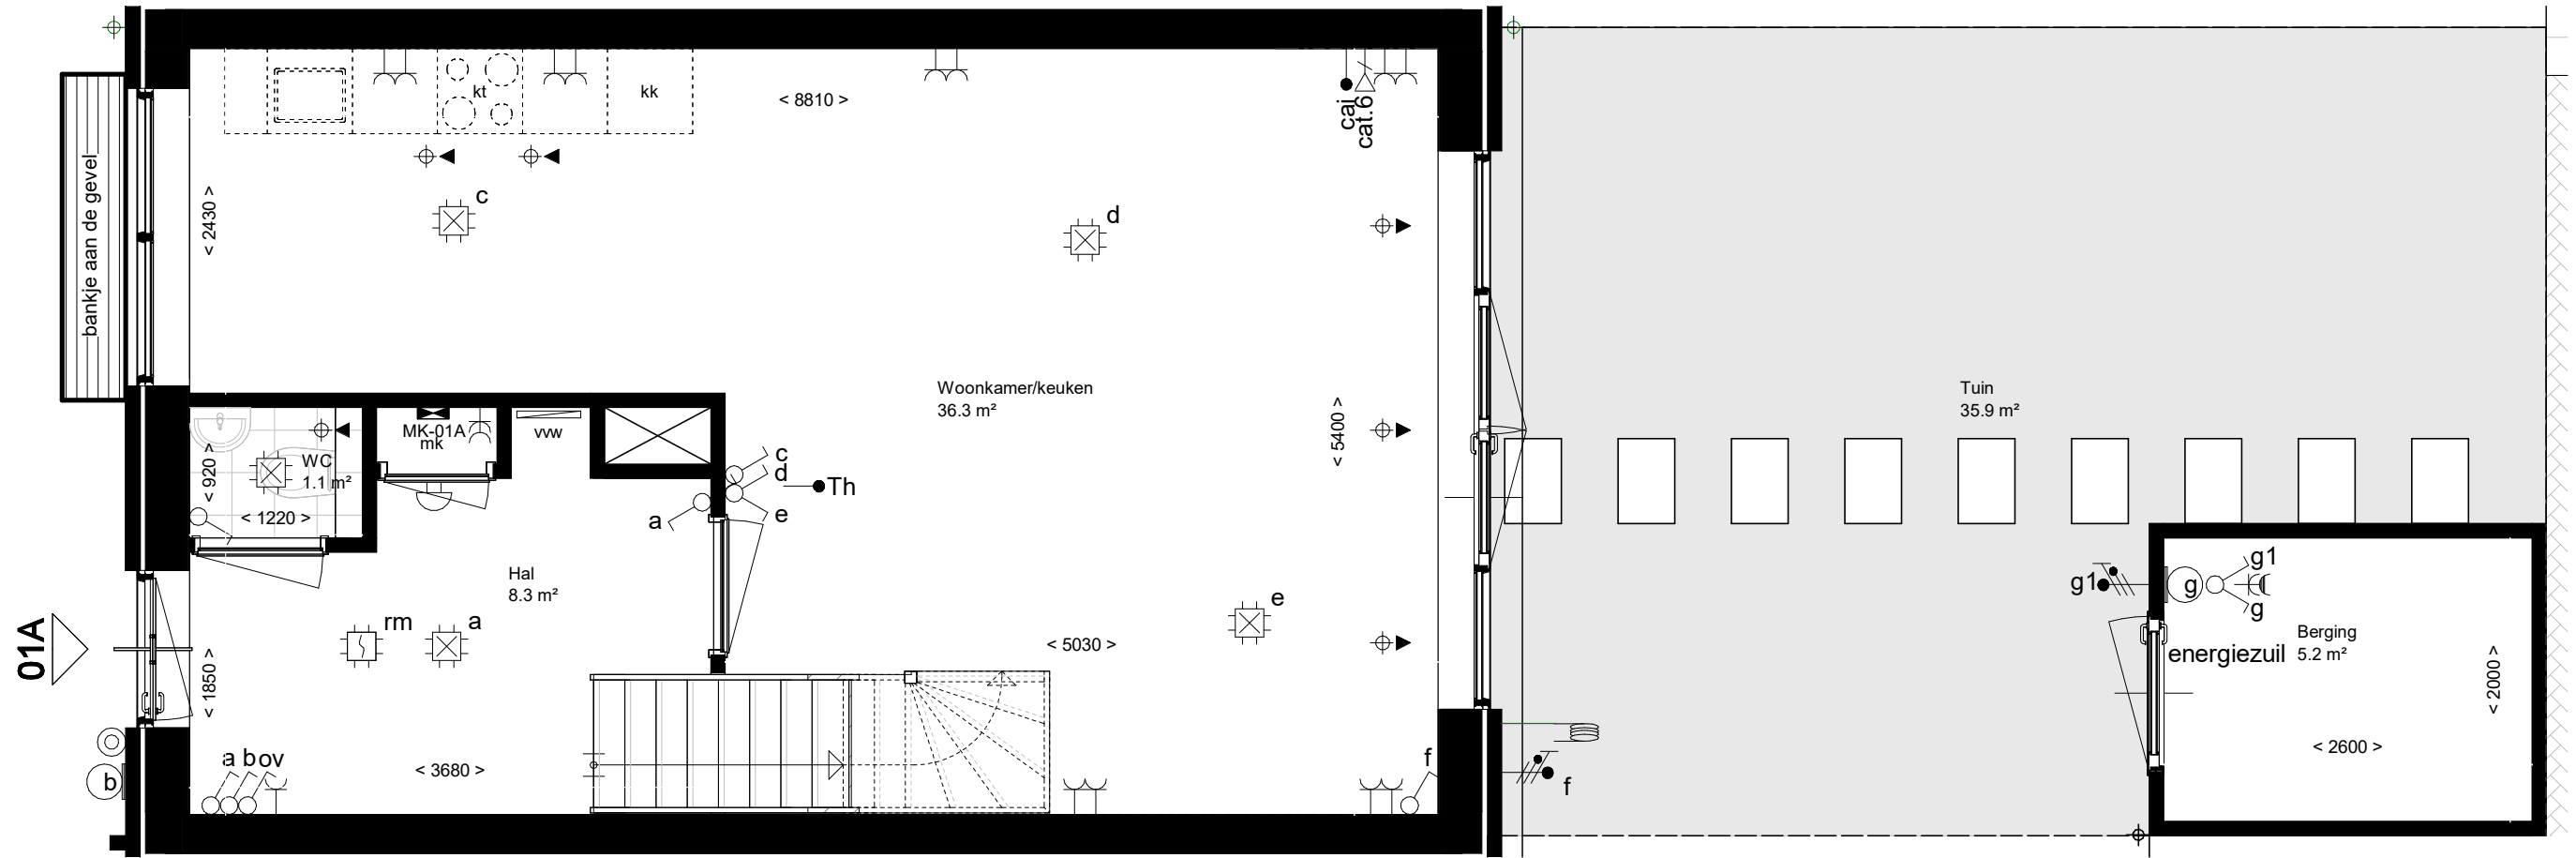 bankje aan de gevel
kt
kk
< 8810 >
cai
cat.6
< 2430 >
c
d
Woonkamer/keuken
36.3 m²
< 5400 >
Tuin
35.9 m²
MK-01A
mk
vvw
WC
1.1 m²
< 920 >
< 1220 >
c
d
e
Th
a
Hal
8.3 m²
rm
a
e
01A
< 1850 >
< 5030 >
g1
g
g1
g
Berging
5.2 m²
energiezuil
< 2000 >
< 2600 >
a b ov
b
< 3680 >
f
f